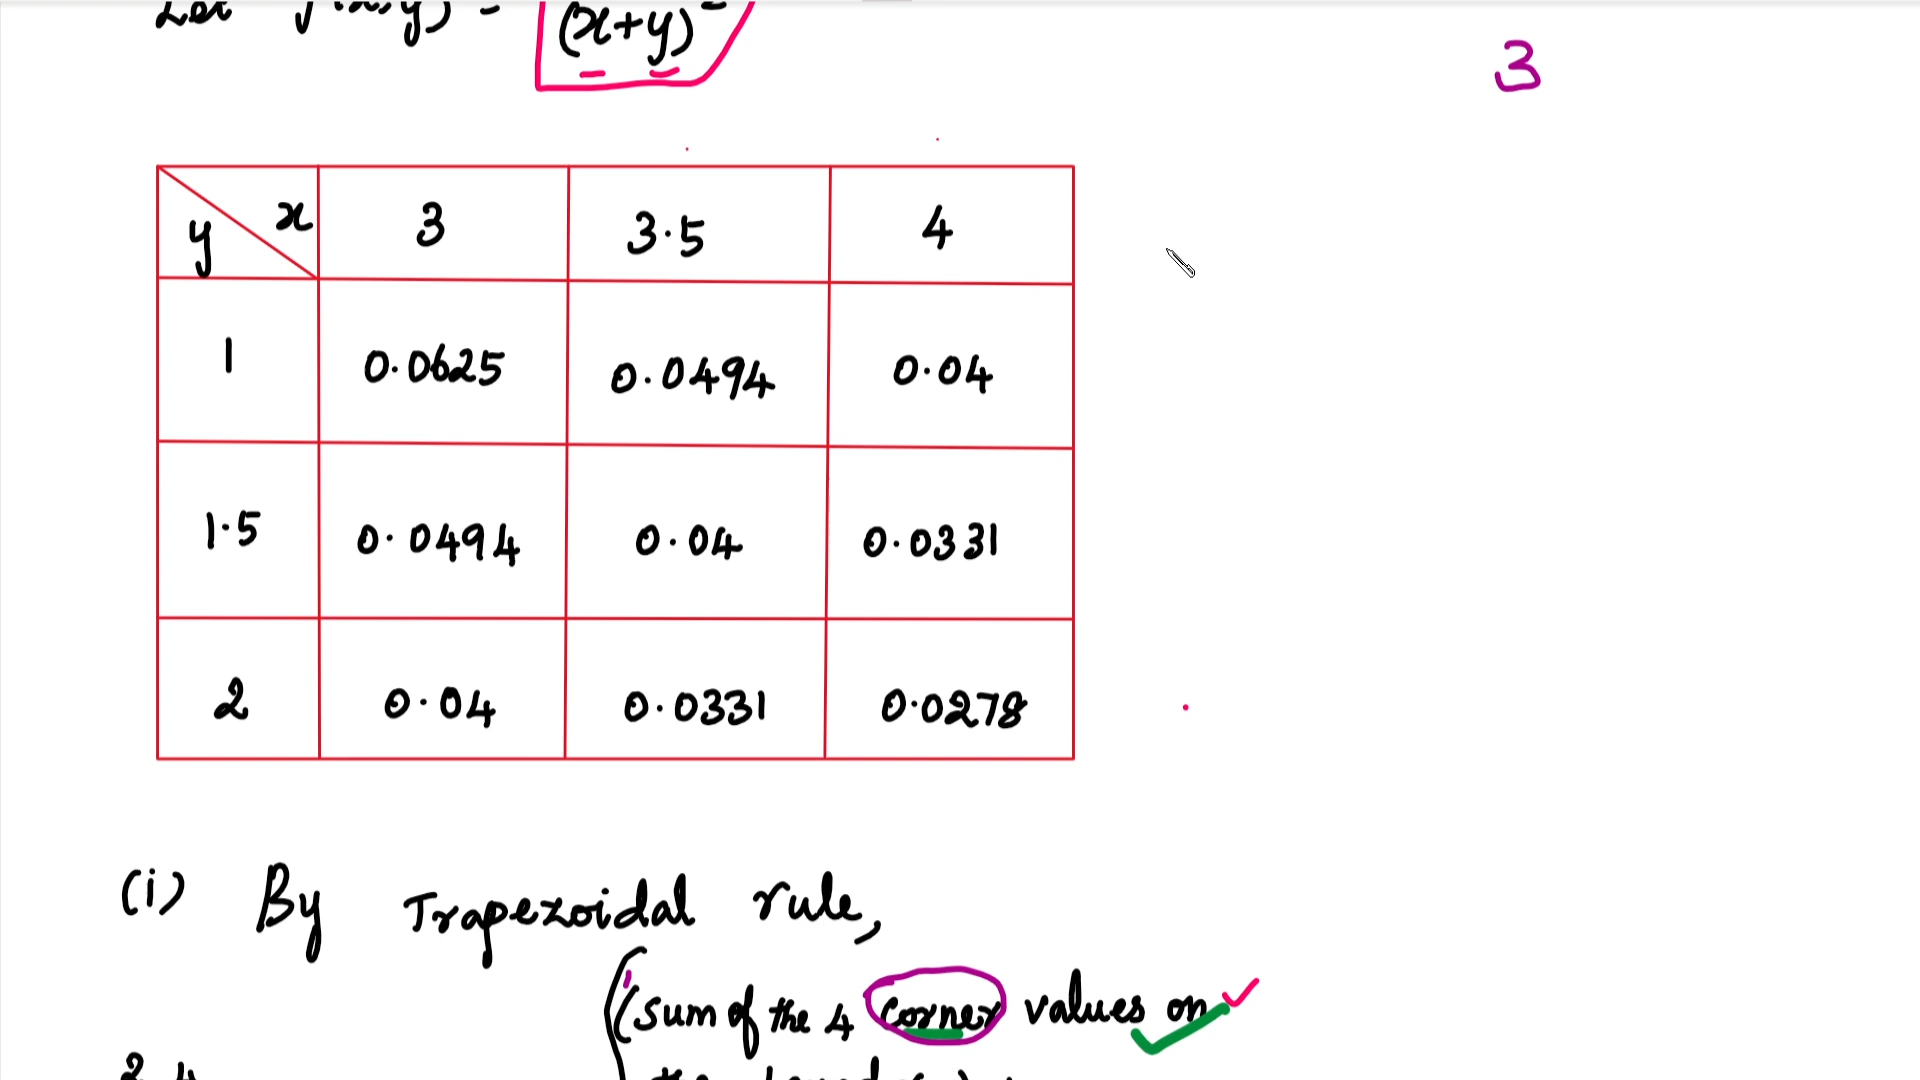 (x+y)²
3
y x 3 3.5 4
1 0.0625 0.0494 0.04
1.5 0.0494 0.04 0.0331
2 0.04 0.0331 0.0278
(i) By Trapezoidal rule,
(sum of the 4 corner values on